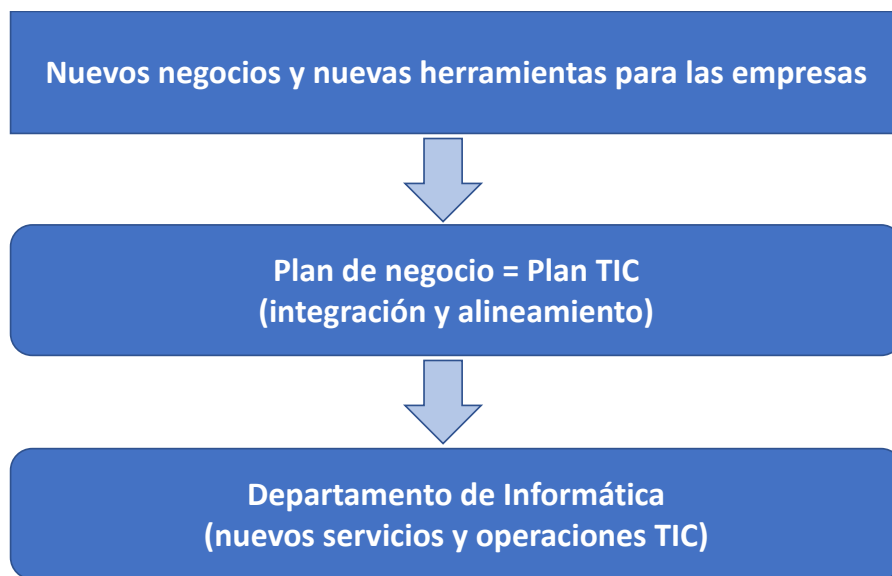 Nuevos negocios y nuevas herramientas para las empresas
Plan de negocio = Plan TIC
(integración y alineamiento)
Departamento de Informática
(nuevos servicios y operaciones TIC)